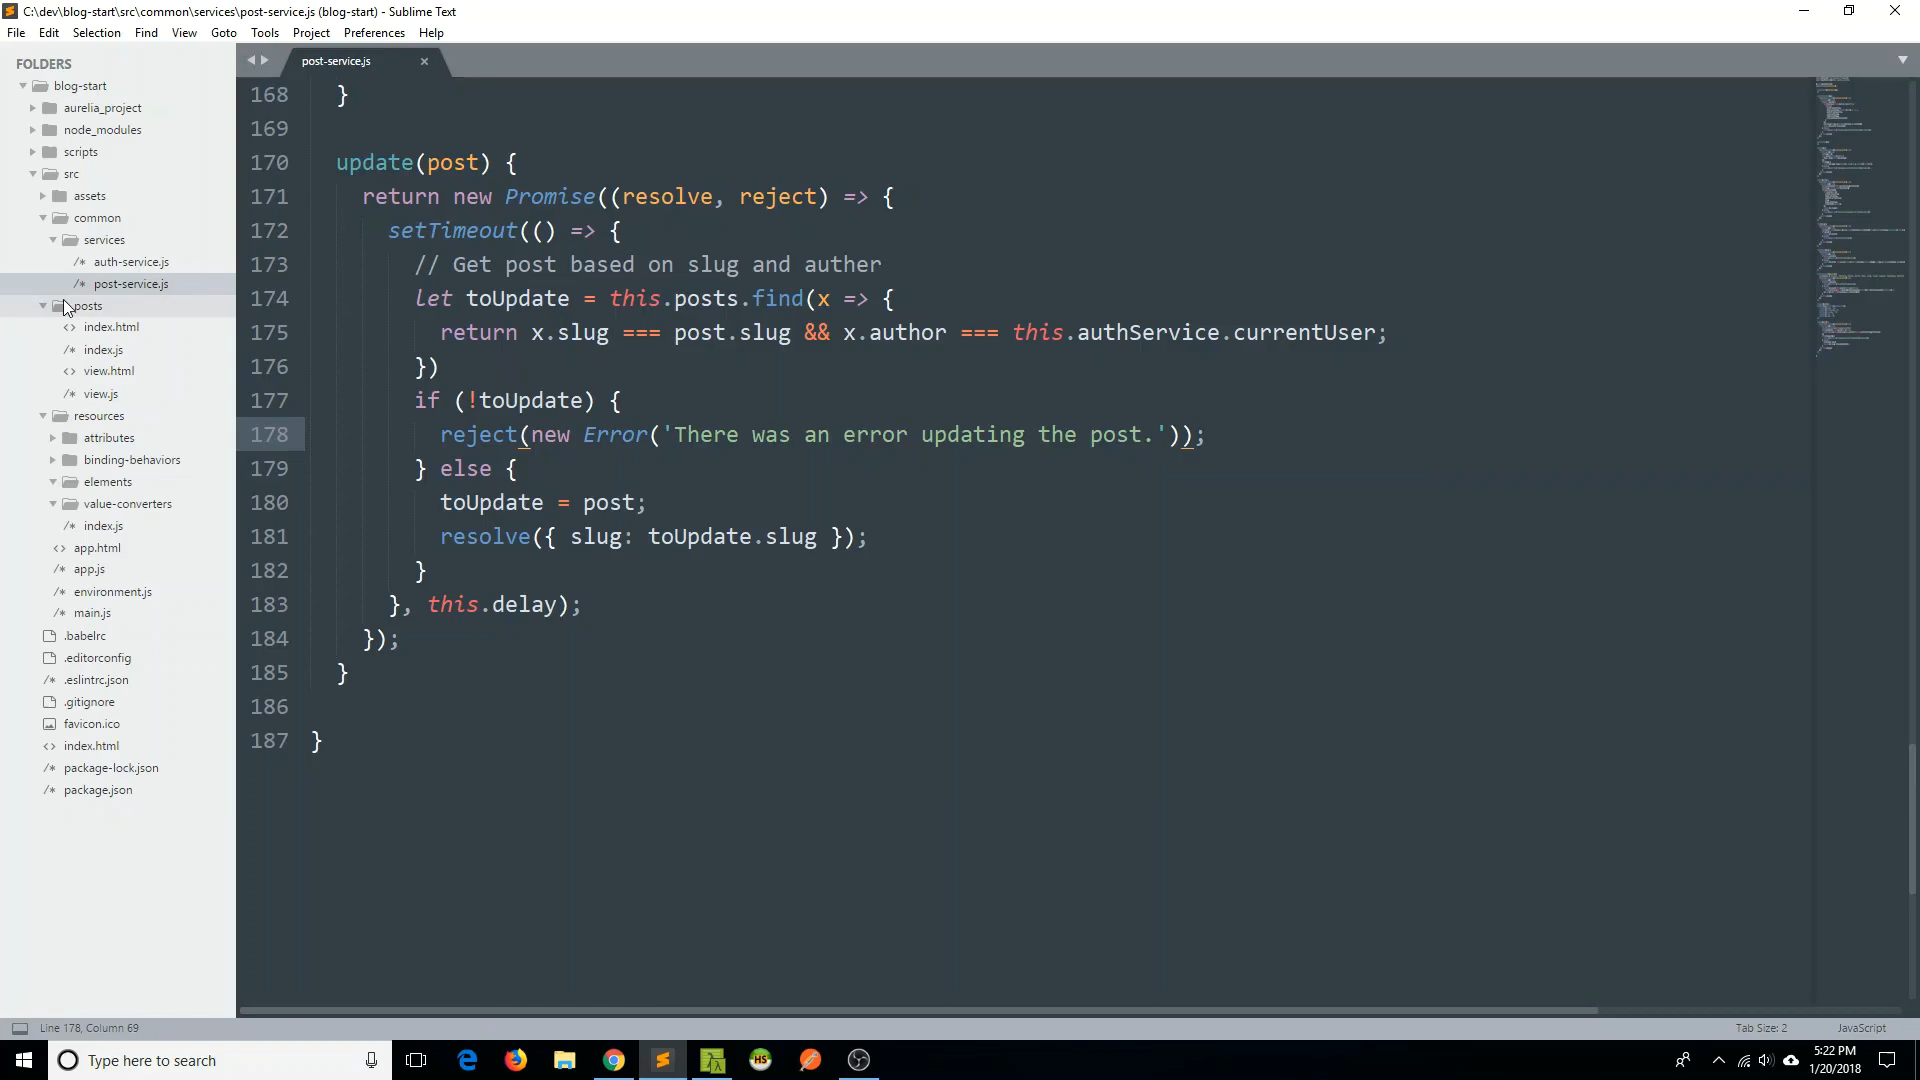 C:\dev\blog-start\src\common\services\post-service.js (blog-start) - Sublime Text
File Edit Selection Find View Goto Tools Project Preferences Help
FOLDERS
blog-start
aurelia_project
node_modules
scripts
src
assets
common
services
/* auth-service.js
/* post-service.js
posts
<> index.html
/* index.js
<> view.html
/* view.js
resources
attributes
binding-behaviors
elements
value-converters
/* index.js
<> app.html
/* app.js
/* environment.js
/* main.js
.babelrc
.editorconfig
/* .eslintrc.json
.gitignore
favicon.ico
<> index.html
/* package-lock.json
/* package.json
post-service.js
168 }
169
170 update(post) {
171 return new Promise((resolve, reject) => {
172 setTimeout(() => {
173 // Get post based on slug and auther
174 let toUpdate = this.posts.find(x => {
175 return x.slug === post.slug && x.author === this.authService.currentUser;
176 })
177 if (!toUpdate) {
178 reject(new Error('There was an error updating the post.'));
179 } else {
180 toUpdate = post;
181 resolve({ slug: toUpdate.slug });
182 }
183 }, this.delay);
184 });
185 }
186
187 }
Line 178, Column 69
Tab Size: 2
JavaScript
Type here to search
HS
5:22 PM
1/20/2018